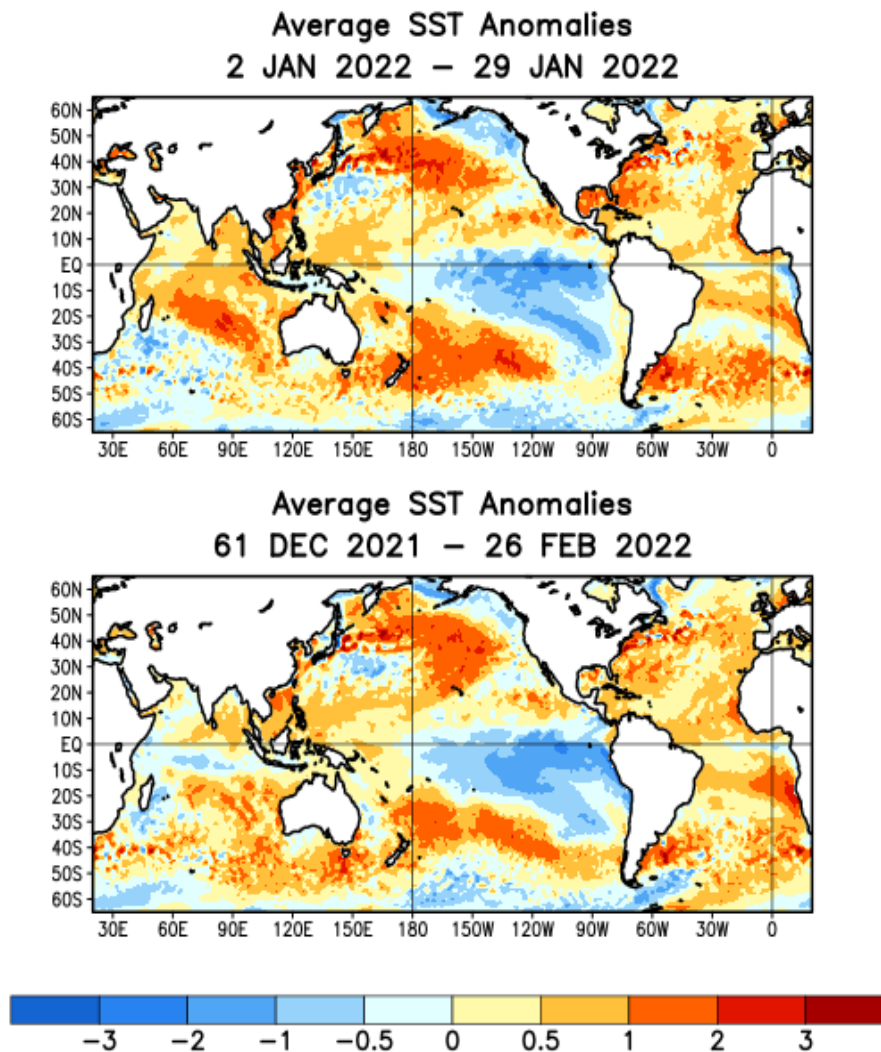 Average SST Anomalies
2 JAN 2022 – 29 JAN 2022
60N
50N
40N
30N
20N
10N
EQ
10S
20S
30S
40S
50S
60S
30E 60E 90E 120E 150E 180 150W 120W 90W 60W 30W 0
Average SST Anomalies
61 DEC 2021 – 26 FEB 2022
60N
50N
40N
30N
20N
10N
EQ
10S
20S
30S
40S
50S
60S
30E 60E 90E 120E 150E 180 150W 120W 90W 60W 30W 0
−3 −2 −1 −0.5 0 0.5 1 2 3